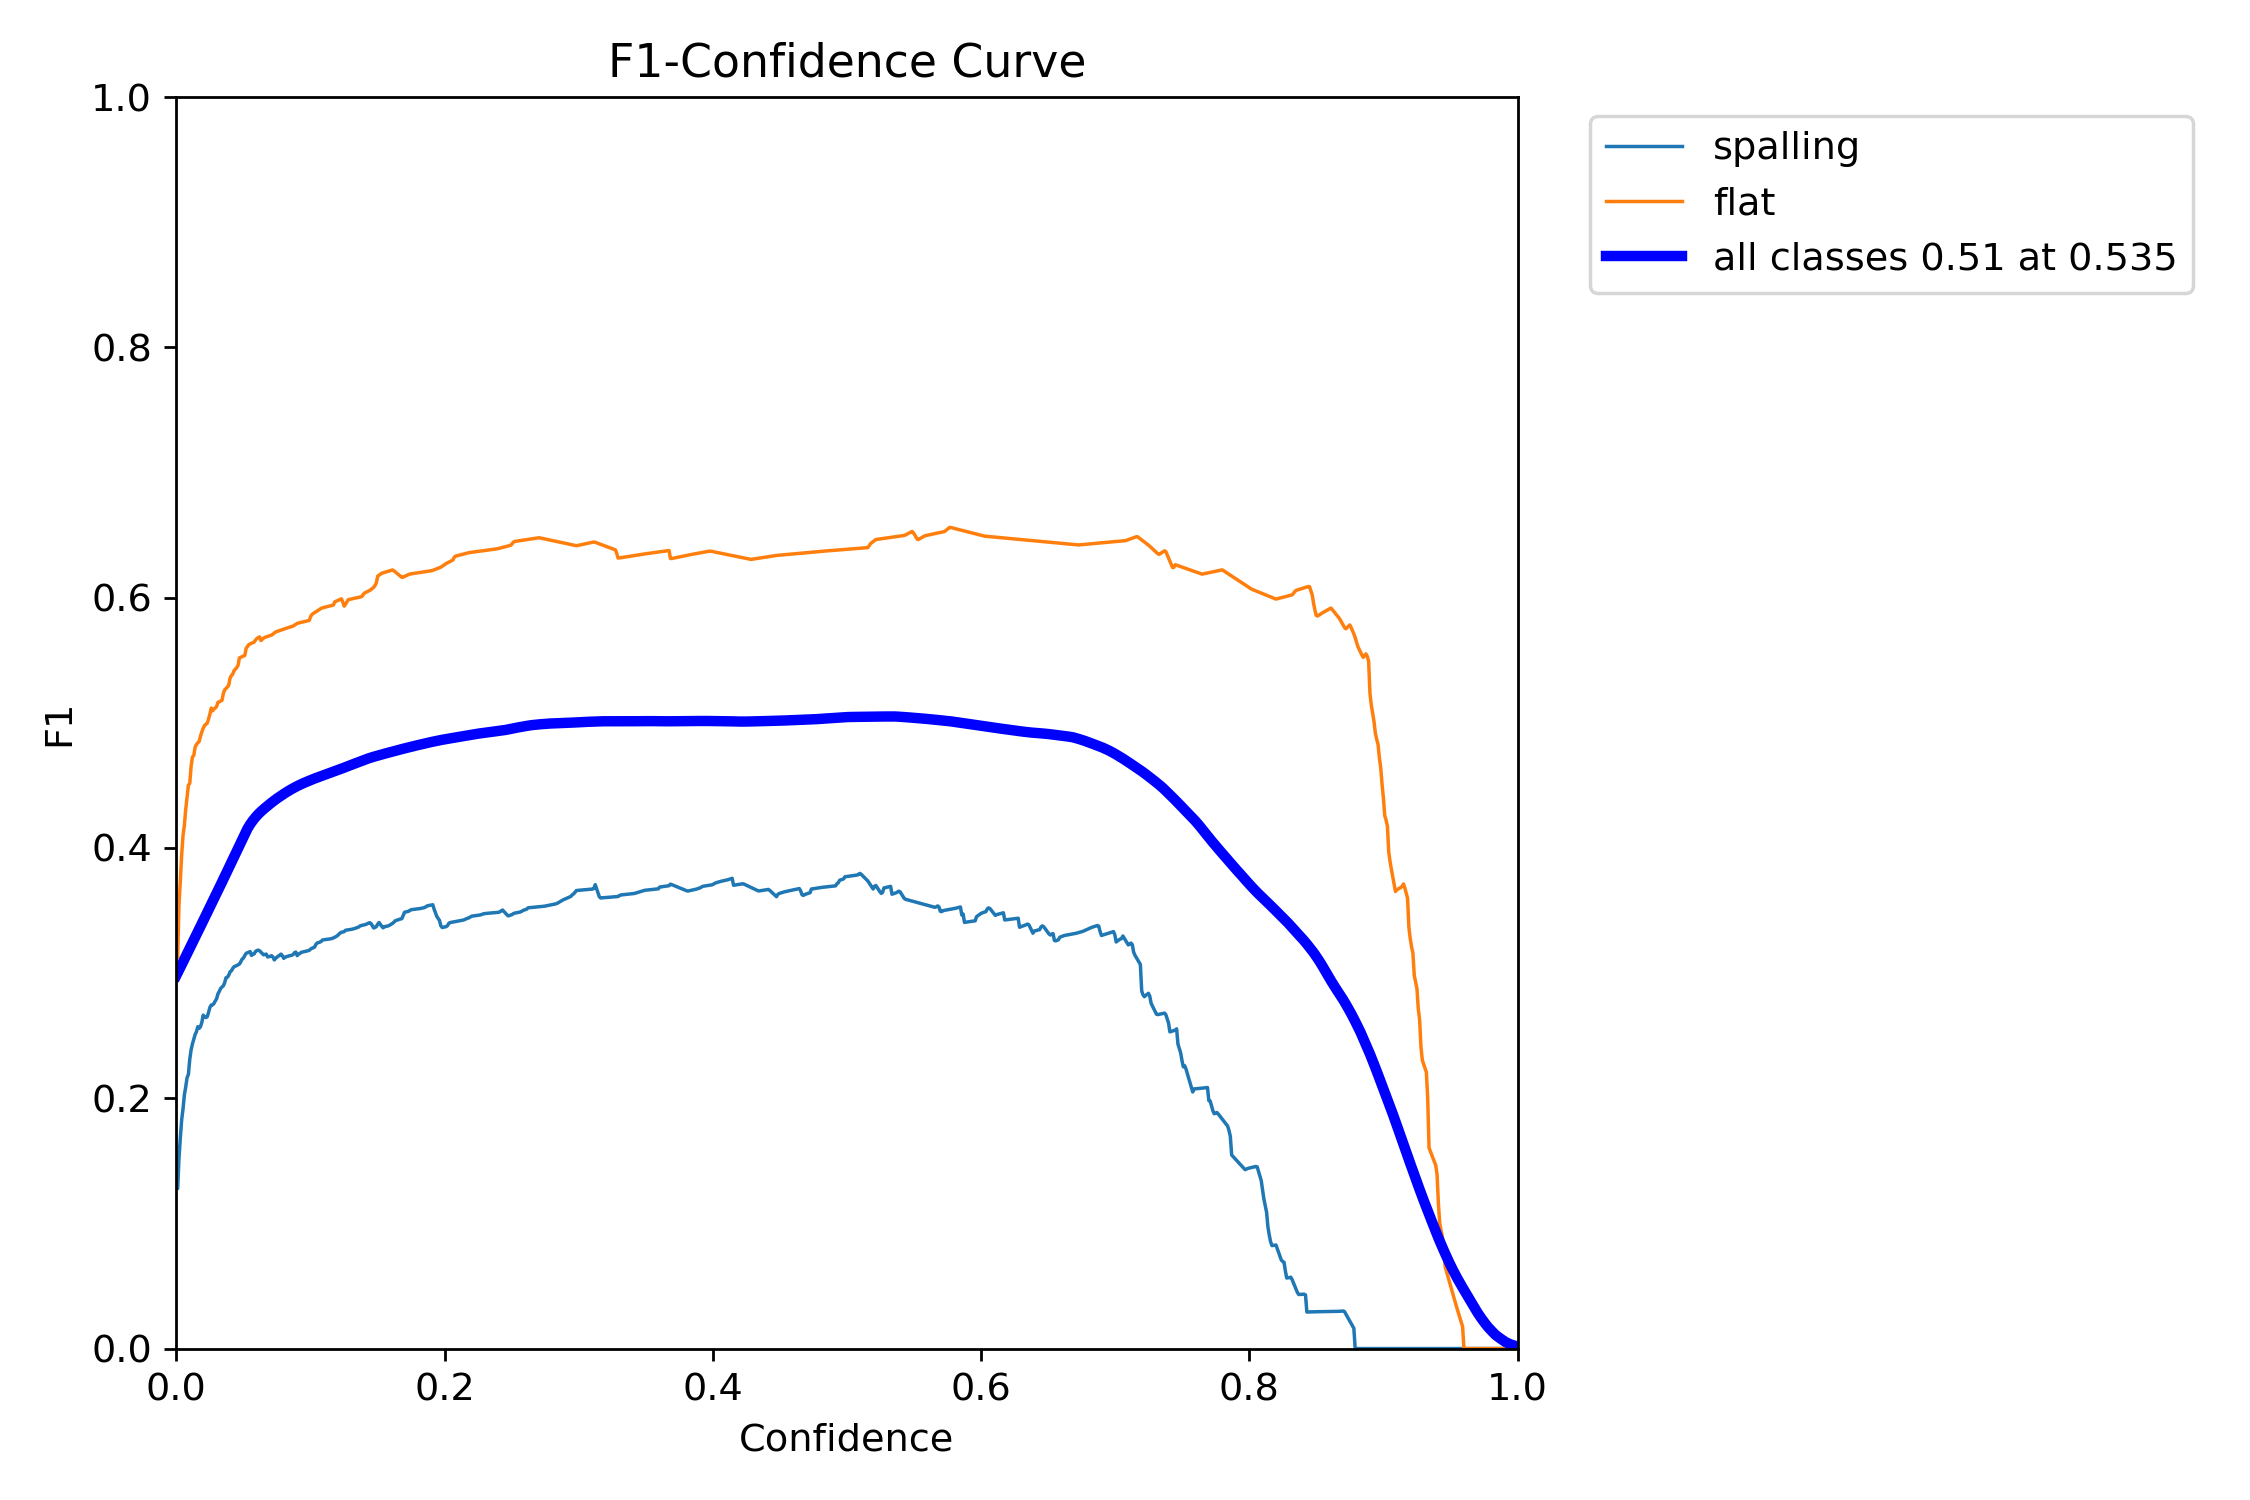 F1-Confidence Curve
1.0
0.8
0.6
0.4
0.2
0.0
F1
0.0 0.2 0.4 0.6 0.8 1.0
Confidence
spalling
flat
all classes 0.51 at 0.535